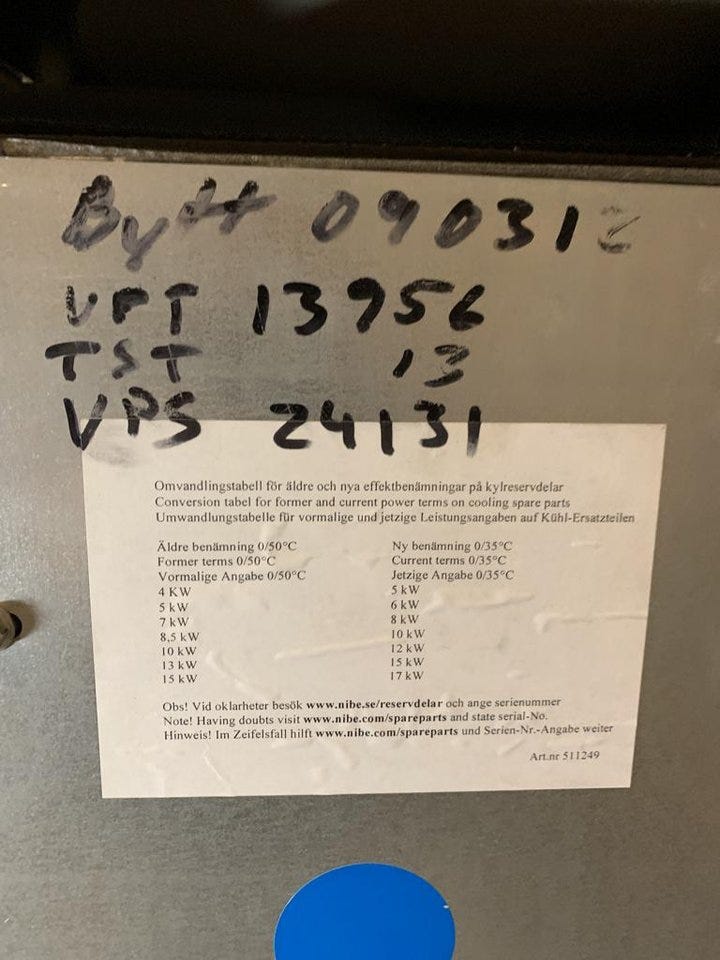 Bytt 090312
VPT 13956
TST 13
VPS 24131
Omvandlingstabell för äldre och nya effektbenämningar på kylreservdelar
Conversion tabel for former and current power terms on cooling spare parts
Umwandlungstabelle für vormalige und jetzige Leistungsangaben auf Kühl-Ersatzteilen
Äldre benämning 0/50°C Ny benämning 0/35°C
Former terms 0/50°C Current terms 0/35°C
Vormalige Angabe 0/50°C Jetzige Angabe 0/35°C
4 KW 5 kW
5 kW 6 kW
7 kW 8 kW
8,5 kW 10 kW
10 kW 12 kW
13 kW 15 kW
15 kW 17 kW
Obs! Vid oklarheter besök www.nibe.se/reservdelar och ange serienummer
Note! Having doubts visit www.nibe.com/spareparts and state serial-No.
Hinweis! Im Zeifelsfall hilft www.nibe.com/spareparts und Serien-Nr.-Angabe weiter
Art.nr 511249